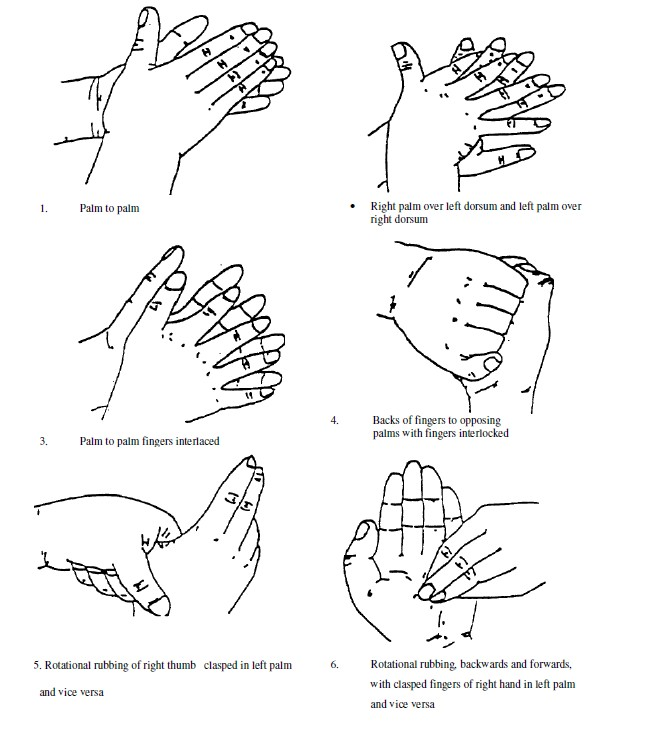 1. Palm to palm
• Right palm over left dorsum and left palm over
right dorsum
3. Palm to palm fingers interlaced
4. Backs of fingers to opposing
palms with fingers interlocked
5. Rotational rubbing of right thumb clasped in left palm
and vice versa
6. Rotational rubbing, backwards and forwards,
with clasped fingers of right hand in left palm
and vice versa